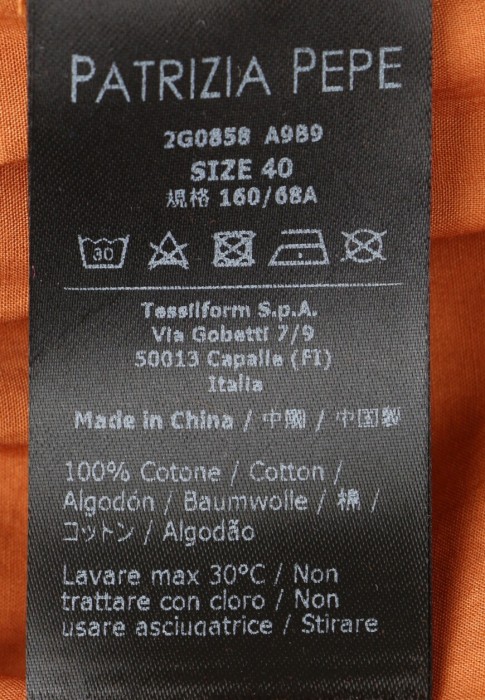 PATRIZIA PEPE
2G0858 A9B9
SIZE 40
規格 160/68A
30
Tessilform S.p.A.
Via Gobetti 7/9
50013 Capalle (FI)
Italia
Made in China / 中國 / 中国製
100% Cotone / Cotton /
Algodón / Baumwolle / 棉 /
コットン / Algodão
Lavare max 30°C / Non
trattare con cloro / Non
usare asciugatrice / Stirare